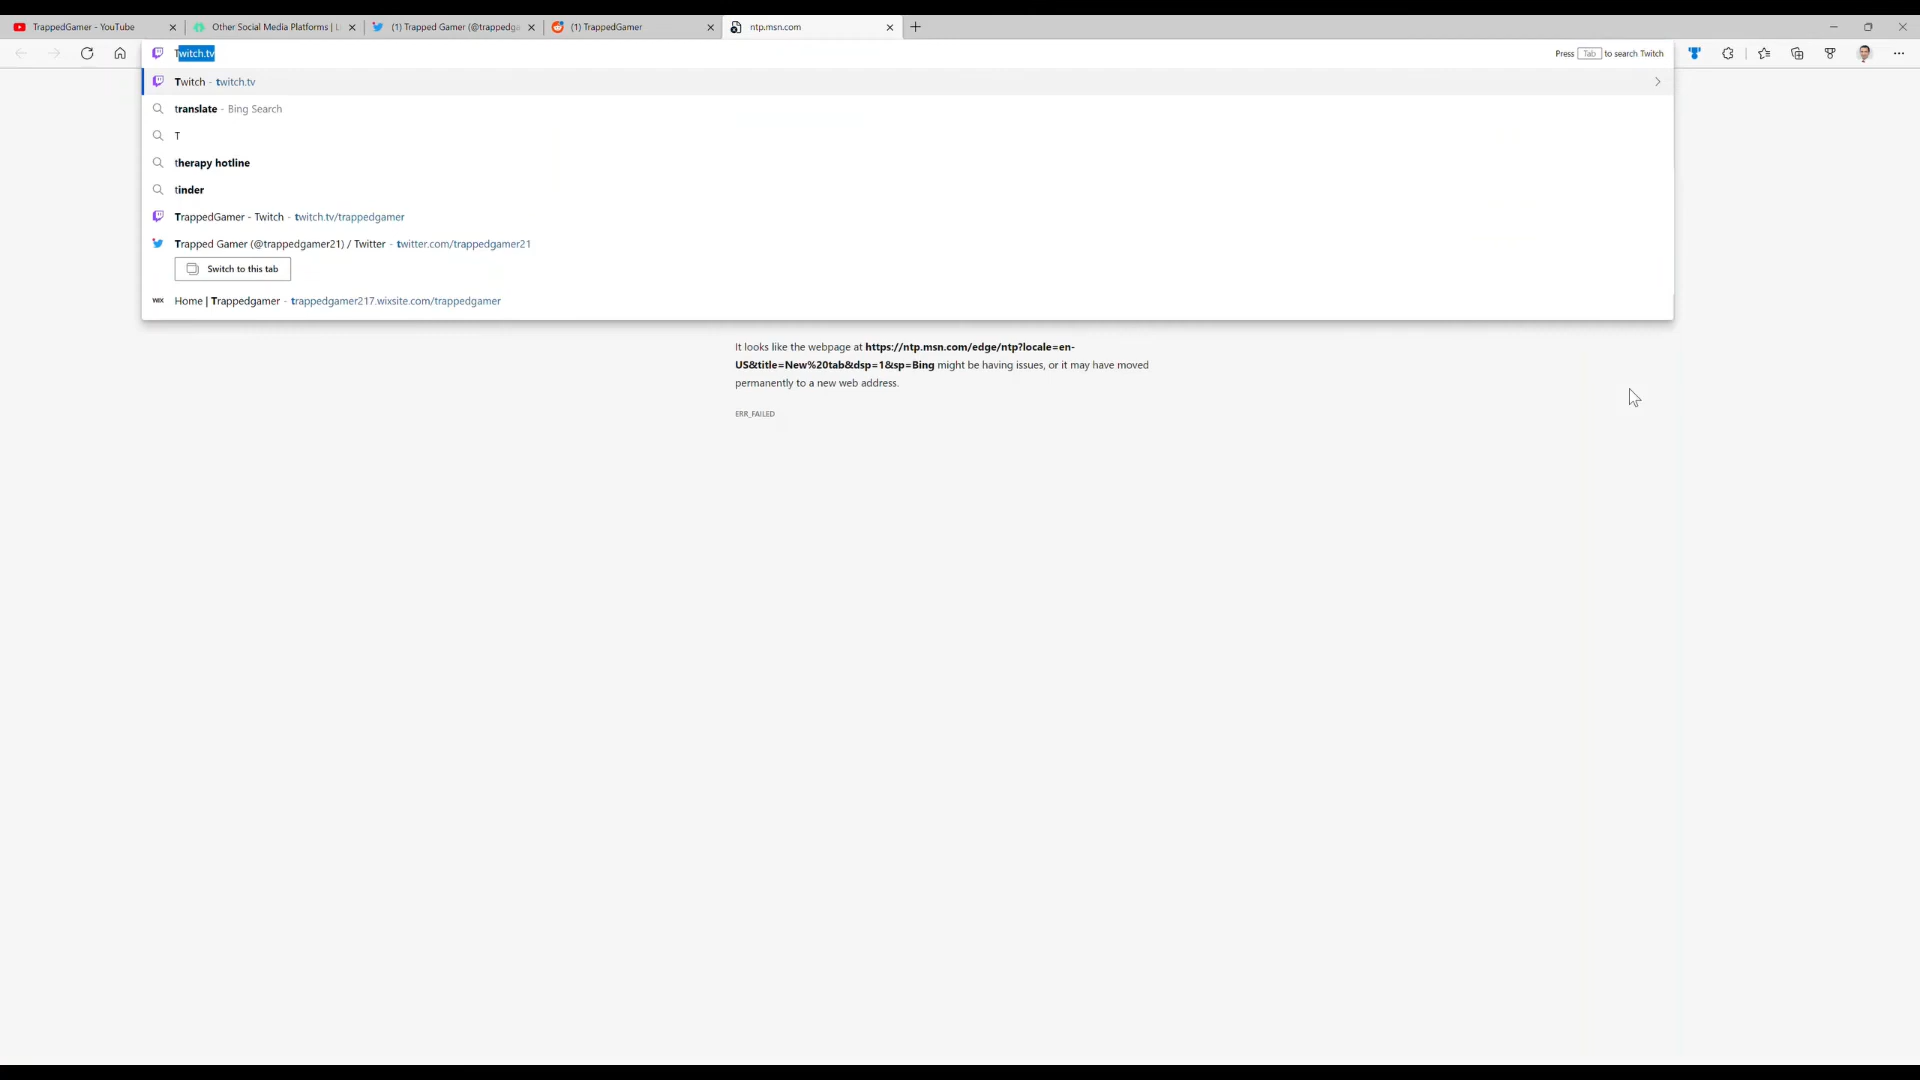 TrappedGamer - YouTube
Other Social Media Platforms | L
(1) Trapped Gamer (@trappedga
(1) TrappedGamer
ntp.msn.com
Twitch.tv
Press Tab to search Twitch
Twitch - twitch.tv
translate - Bing Search
T
therapy hotline
tinder
TrappedGamer - Twitch - twitch.tv/trappedgamer
Trapped Gamer (@trappedgamer21) / Twitter - twitter.com/trappedgamer21
Switch to this tab
WIX Home | Trappedgamer - trappedgamer217.wixsite.com/trappedgamer
It looks like the webpage at https://ntp.msn.com/edge/ntp?locale=en-
US&title=New%20tab&dsp=1&sp=Bing might be having issues, or it may have moved
permanently to a new web address.
ERR_FAILED